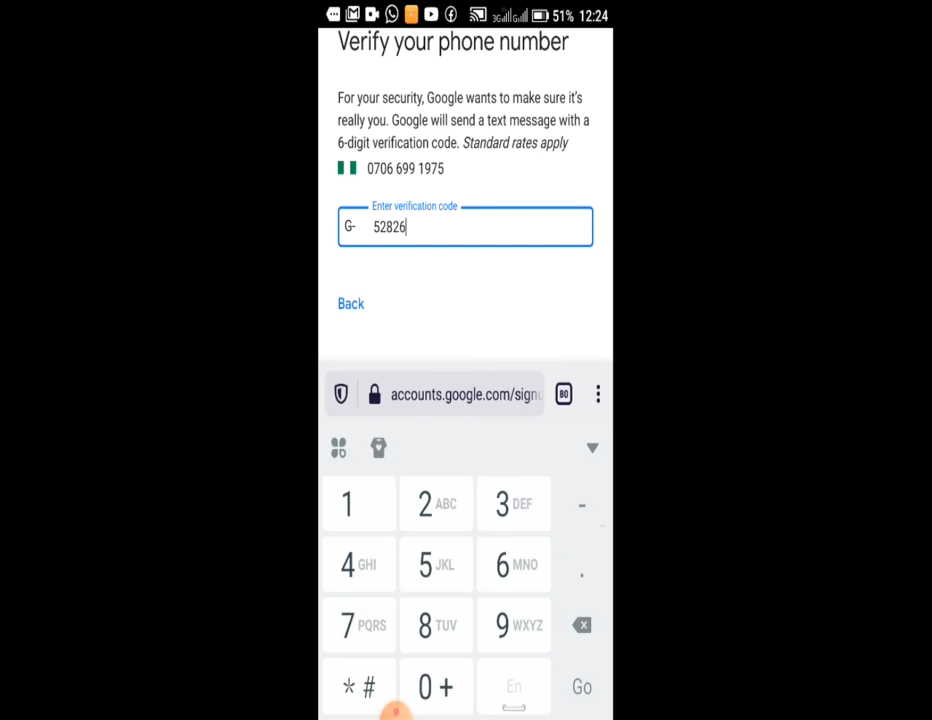 3G G 51% 12:24
Verify your phone number
For your security, Google wants to make sure it's
really you. Google will send a text message with a
6-digit verification code. Standard rates apply
0706 699 1975
Enter verification code
G- 52826
Back
80
accounts.google.com/sign
1 2 ABC 3 DEF -
4 GHI 5 JKL 6 MNO .
7 PQRS 8 TUV 9 WXYZ
* # 0 + En Go